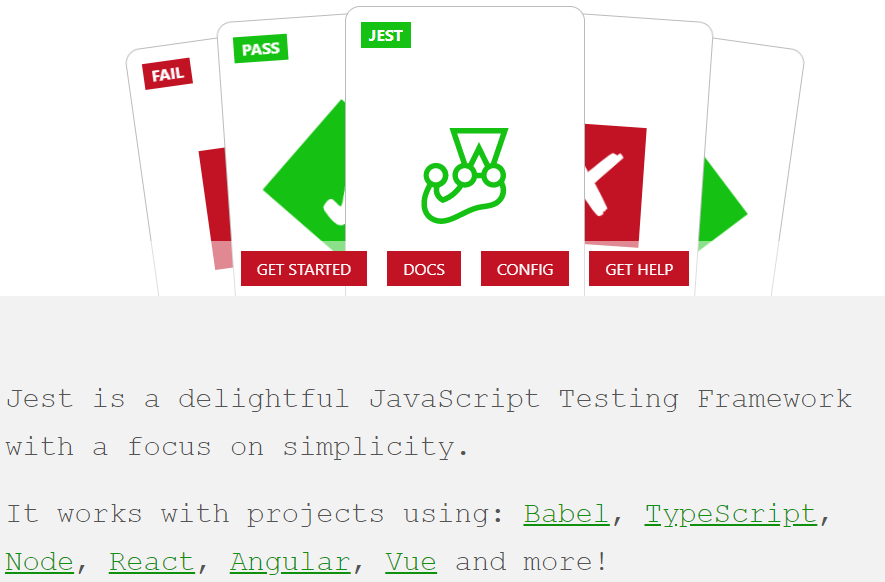 FAIL
PASS
JEST
GET STARTED
DOCS
CONFIG
GET HELP
Jest is a delightful JavaScript Testing Framework
with a focus on simplicity.
It works with projects using: Babel, TypeScript,
Node, React, Angular, Vue and more!